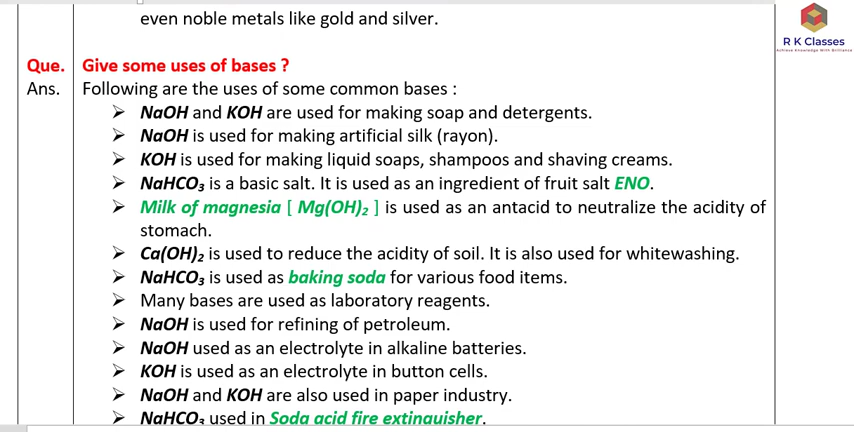 even noble metals like gold and silver.
R K Classes
Achieve Knowledge With Brilliance
Que. Give some uses of bases ?
Ans. Following are the uses of some common bases :
➢ NaOH and KOH are used for making soap and detergents.
➢ NaOH is used for making artificial silk (rayon).
➢ KOH is used for making liquid soaps, shampoos and shaving creams.
➢ NaHCO₃ is a basic salt. It is used as an ingredient of fruit salt ENO.
➢ Milk of magnesia [ Mg(OH)₂ ] is used as an antacid to neutralize the acidity of
stomach.
➢ Ca(OH)₂ is used to reduce the acidity of soil. It is also used for whitewashing.
➢ NaHCO₃ is used as baking soda for various food items.
➢ Many bases are used as laboratory reagents.
➢ NaOH is used for refining of petroleum.
➢ NaOH used as an electrolyte in alkaline batteries.
➢ KOH is used as an electrolyte in button cells.
➢ NaOH and KOH are also used in paper industry.
➢ NaHCO₃ used in Soda acid fire extinguisher.